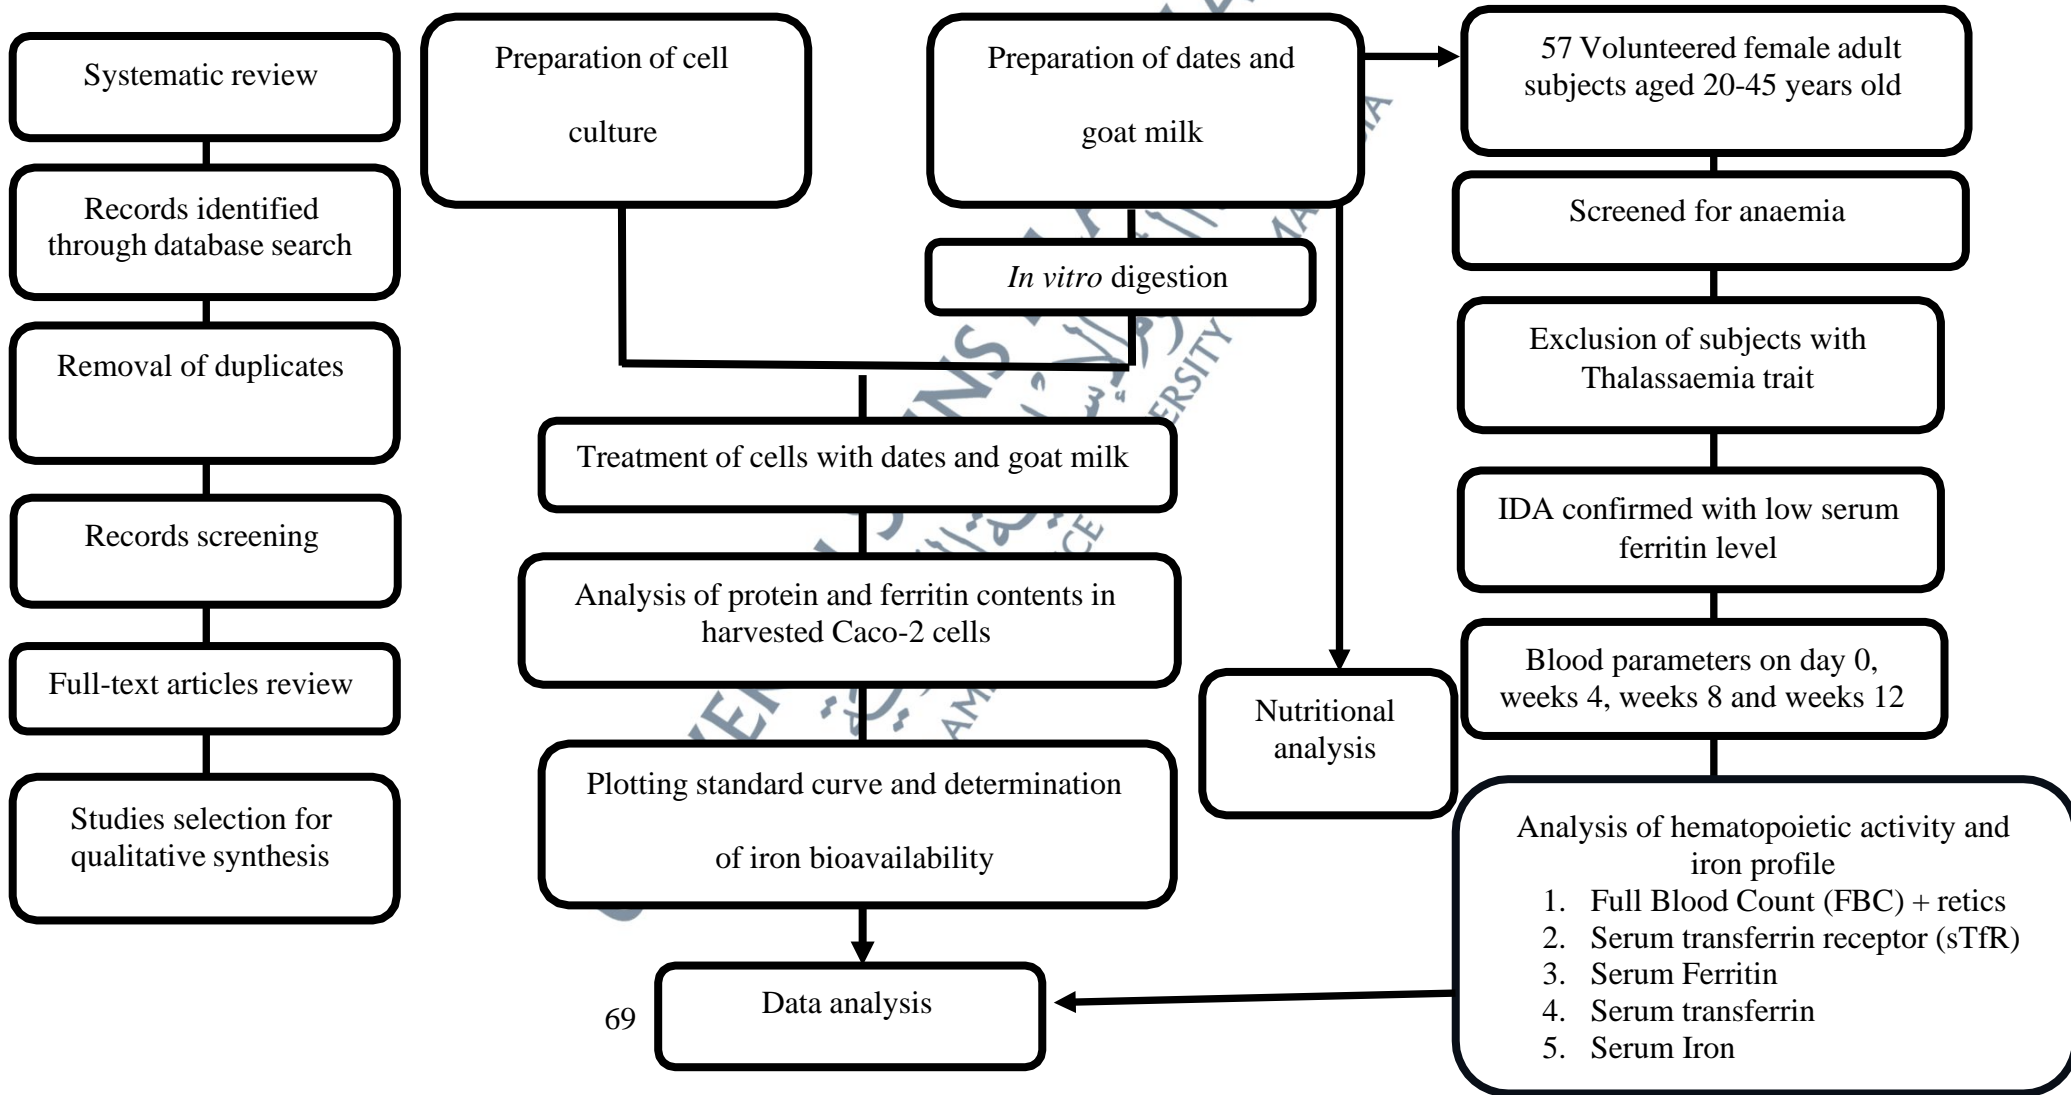 Systematic review
Records identified
through database search
Removal of duplicates
Records screening
Full-text articles review
Studies selection for
qualitative synthesis
Preparation of cell
culture
Preparation of dates and
goat milk
In vitro digestion
Treatment of cells with dates and goat milk
Analysis of protein and ferritin contents in
harvested Caco-2 cells
Plotting standard curve and determination
of iron bioavailability
Data analysis
Nutritional
analysis
57 Volunteered female adult
subjects aged 20-45 years old
Screened for anaemia
Exclusion of subjects with
Thalassaemia trait
IDA confirmed with low serum
ferritin level
Blood parameters on day 0,
weeks 4, weeks 8 and weeks 12
Analysis of hematopoietic activity and
iron profile
1. Full Blood Count (FBC) + retics
2. Serum transferrin receptor (sTfR)
3. Serum Ferritin
4. Serum transferrin
5. Serum Iron
69